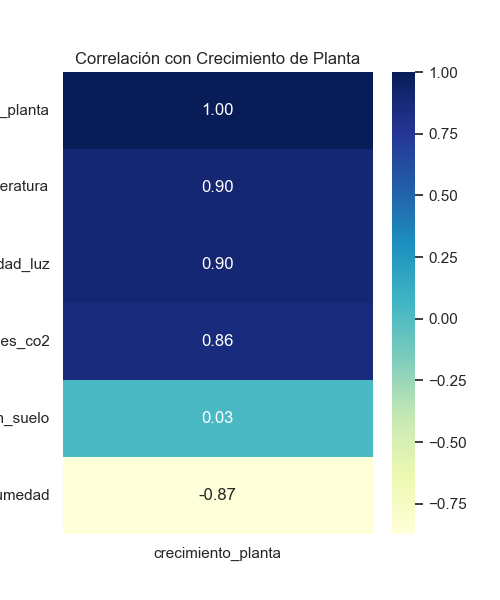 Correlación con Crecimiento de Planta
_planta
1.00
eratura
0.90
dad_luz
0.90
es_co2
0.86
n_suelo
0.03
umedad
-0.87
crecimiento_planta
1.00
0.75
0.50
0.25
0.00
−0.25
−0.50
−0.75